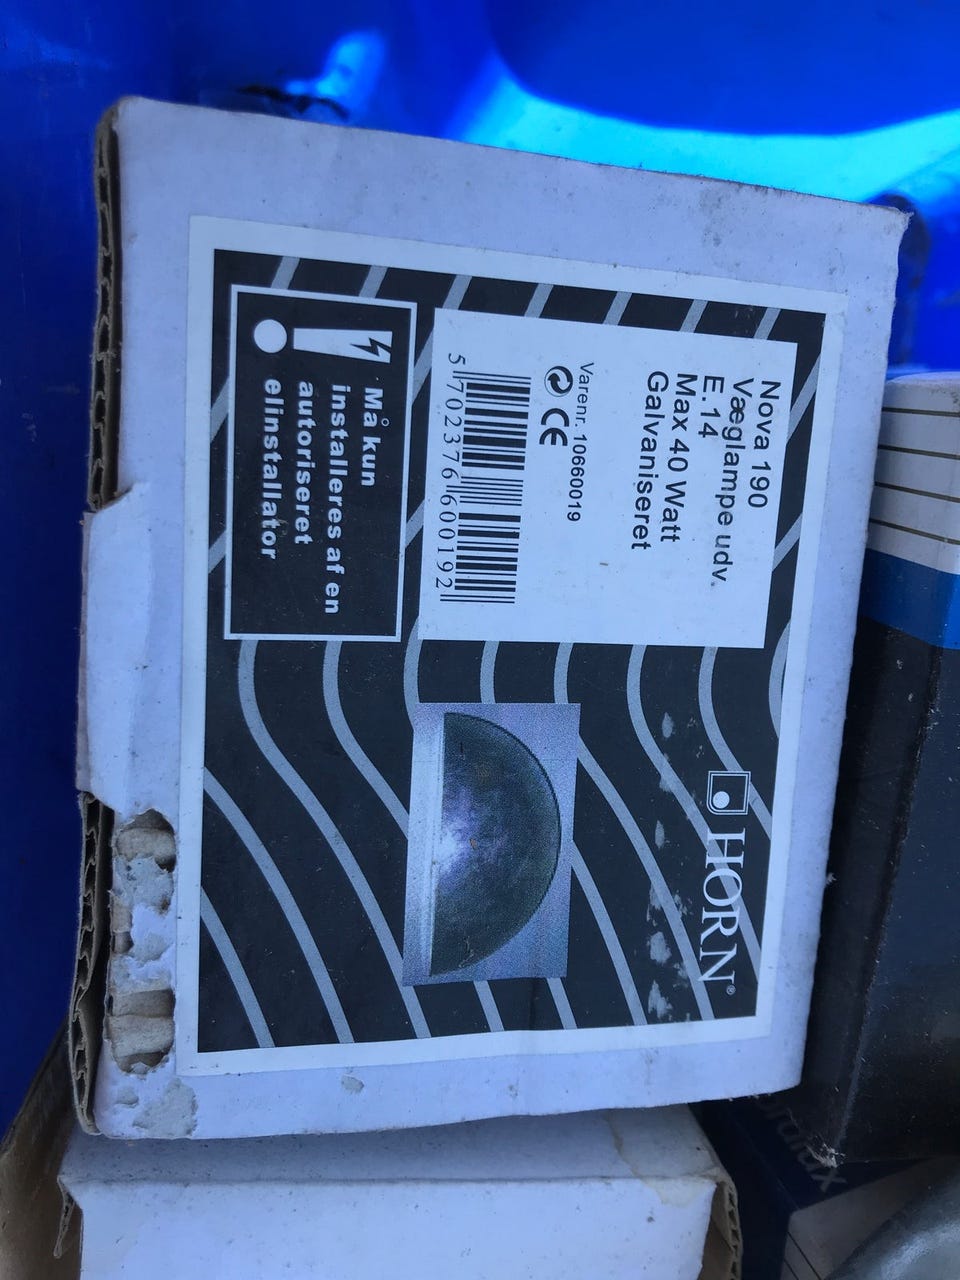 Nova 190
Væglampe udv.
E.14
Max 40 Watt
Galvaniseret
Varenr. 10660019
CE
5 702376 600192
Må kun
installeres af en
autoriseret
elinstallator
HORN®